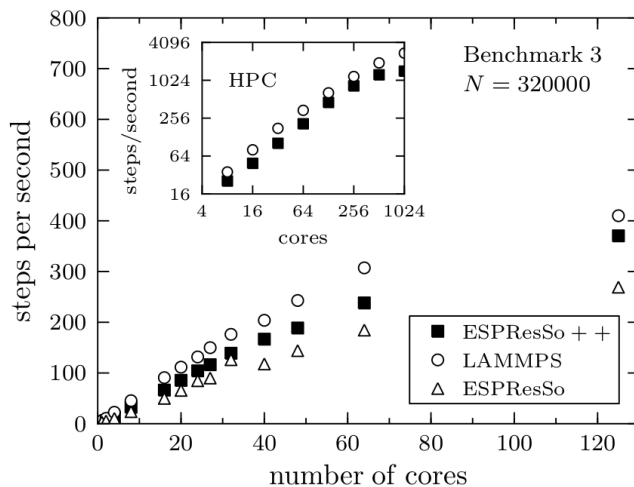 800
700
600
500
400
300
200
100
0
steps per second
0
20
40
60
80
100
120
number of cores
4096
1024
256
64
16
steps/second
HPC
4
16
64
256
1024
cores
Benchmark 3
N = 320000
ESPResSo + +
LAMMPS
ESPResSo